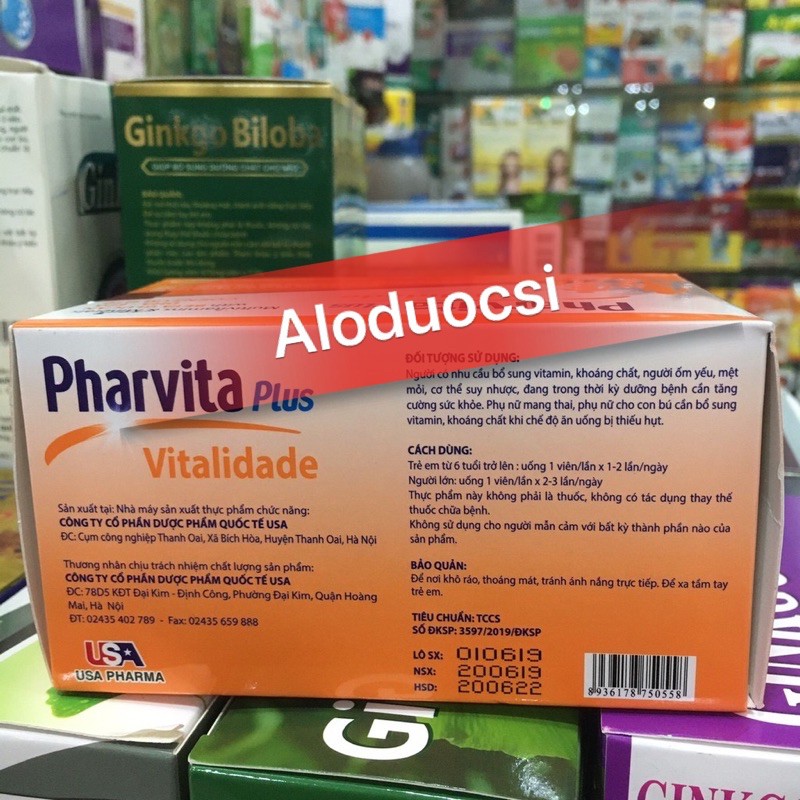 Ginkgo Biloba
GIÚP BỔ SUNG DƯỠNG CHẤT CHO NÃO
BẢO QUẢN:
Aloduocsi
Pharvita Plus
Vitalidade
Sản xuất tại: Nhà máy sản xuất thực phẩm chức năng:
CÔNG TY CỔ PHẦN DƯỢC PHẨM QUỐC TẾ USA
ĐC: Cụm công nghiệp Thanh Oai, Xã Bích Hòa, Huyện Thanh Oai, Hà Nội
Thương nhân chịu trách nhiệm chất lượng sản phẩm:
CÔNG TY CỔ PHẦN DƯỢC PHẨM QUỐC TẾ USA
ĐC: 78D5 KĐT Đại Kim - Định Công, Phường Đại Kim, Quận Hoàng
Mai, Hà Nội
ĐT: 02435 402 789 - Fax: 02435 659 888
USA
USA PHARMA
ĐỐI TƯỢNG SỬ DỤNG:
Người có nhu cầu bổ sung vitamin, khoáng chất, người ốm yếu, mệt
mỏi, cơ thể suy nhược, đang trong thời kỳ dưỡng bệnh cần tăng
cường sức khỏe. Phụ nữ mang thai, phụ nữ cho con bú cần bổ sung
vitamin, khoáng chất khi chế độ ăn uống bị thiếu hụt.
CÁCH DÙNG:
Trẻ em từ 6 tuổi trở lên : uống 1 viên/lần x 1-2 lần/ngày
Người lớn: uống 1 viên/lần x 2-3 lần/ngày
Thực phẩm này không phải là thuốc, không có tác dụng thay thế
thuốc chữa bệnh.
Không sử dụng cho người mẫn cảm với bất kỳ thành phần nào của
sản phẩm.
BẢO QUẢN:
Để nơi khô ráo, thoáng mát, tránh ánh nắng trực tiếp. Để xa tầm tay
trẻ em.
TIÊU CHUẨN: TCCS
SỐ ĐKSP: 3597/2019/ĐKSP
LÔ SX: 010619
NSX: 200619
HSD: 200622
8 936178 750558